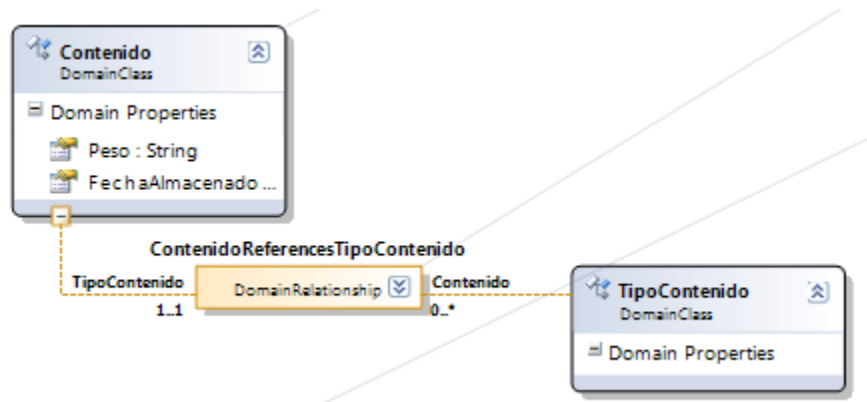 Contenido
DomainClass
Domain Properties
Peso : String
FechaAlmacenado ...
ContenidoReferencesTipoContenido
TipoContenido
DomainRelationship
Contenido
1..1
0..*
TipoContenido
DomainClass
Domain Properties